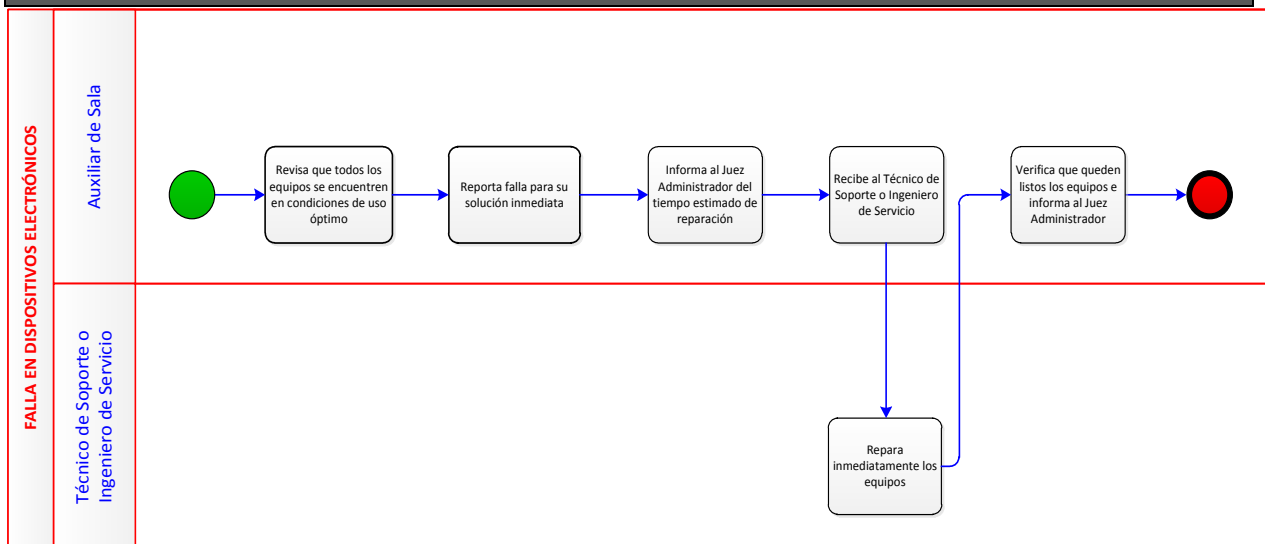 FALLA EN DISPOSITIVOS ELECTRÓNICOS
Auxiliar de Sala
Revisa que todos los
equipos se encuentren
en condiciones de uso
óptimo
Reporta falla para su
solución inmediata
Informa al Juez
Administrador del
tiempo estimado de
reparación
Recibe al Técnico de
Soporte o Ingeniero
de Servicio
Verifica que queden
listos los equipos e
informa al Juez
Administrador
Técnico de Soporte o
Ingeniero de Servicio
Repara
inmediatamente los
equipos